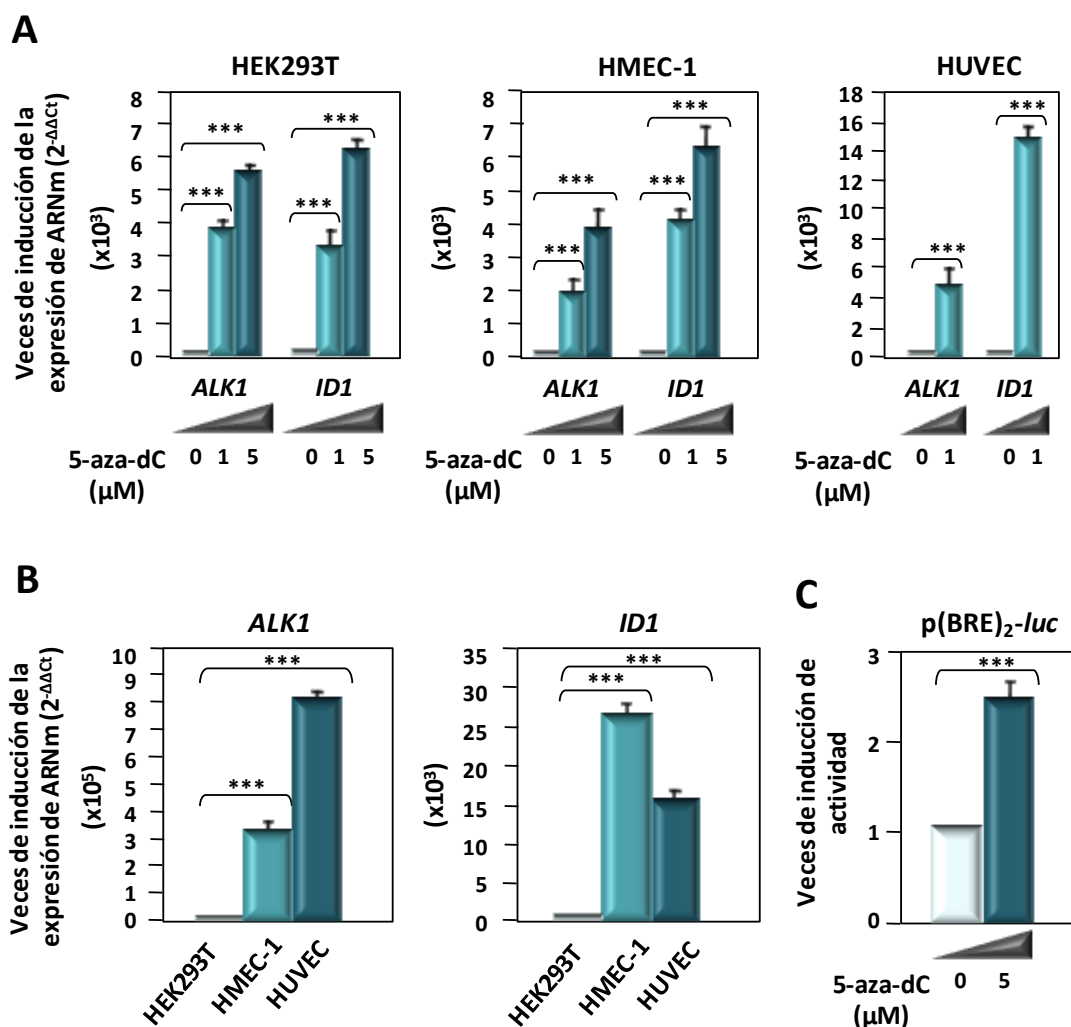 A
HEK293T
HMEC-1
HUVEC
Veces de inducción de la
expresión de ARNm (2-ΔΔCt)
(x10³)
8
7
6
5
4
3
2
1
0
***
***
***
***
ALK1
ID1
5-aza-dC
(µM)
0 1 5
0 1 5
(x10³)
8
7
6
5
4
3
2
1
0
***
***
***
***
ALK1
ID1
5-aza-dC
(µM)
0 1 5
0 1 5
(x10³)
18
16
14
12
10
8
6
4
2
0
***
***
ALK1
ID1
5-aza-dC
(µM)
0 1
0 1
B
ALK1
Veces de inducción de la
expresión de ARNm (2-ΔΔCt)
(x10⁵)
10
9
8
7
6
5
4
3
2
1
0
***
***
HEK293T
HMEC-1
HUVEC
ID1
(x10³)
35
30
25
20
15
10
5
0
***
***
HEK293T
HMEC-1
HUVEC
C
p(BRE)₂-luc
Veces de inducción de
actividad
3
2
1
0
***
5-aza-dC
(µM)
0 5